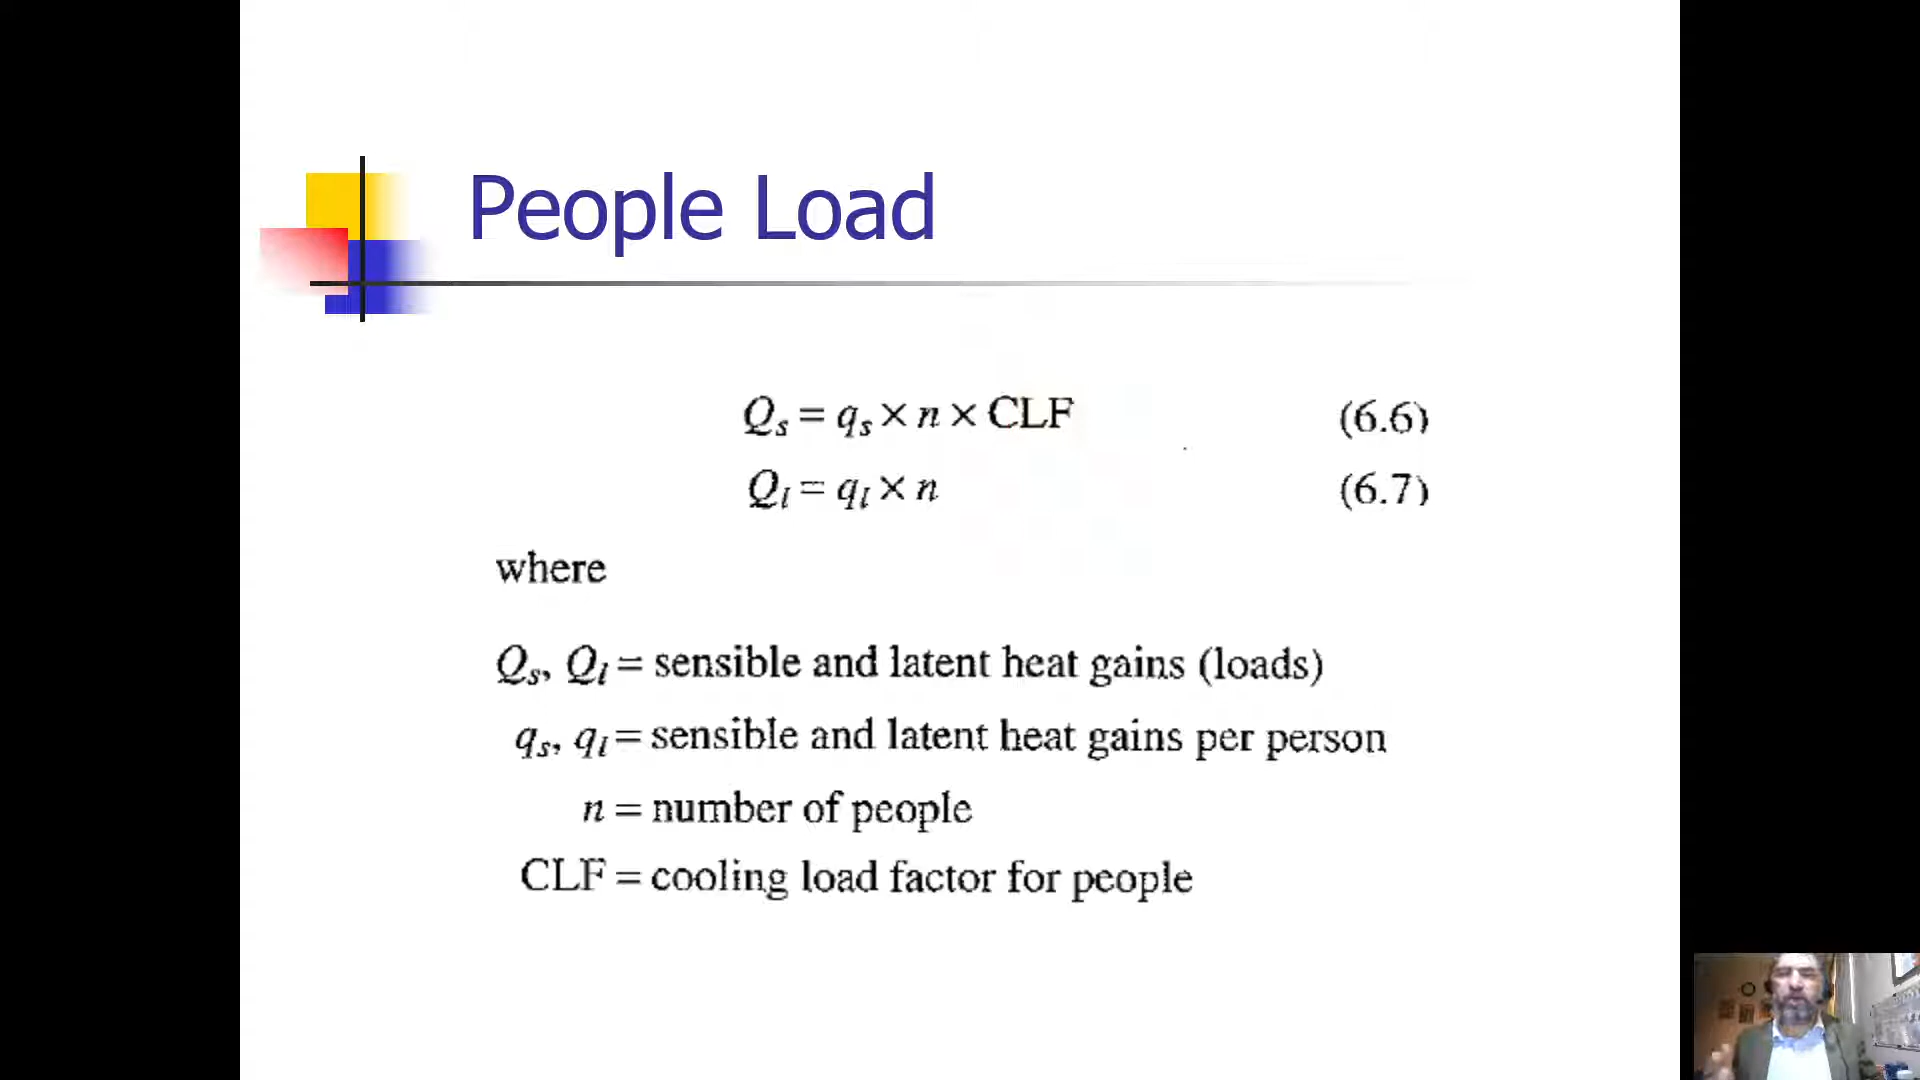 People Load
Qs = qs × n × CLF (6.6)
Ql = ql × n (6.7)
where
Qs, Ql = sensible and latent heat gains (loads)
qs, ql = sensible and latent heat gains per person
n = number of people
CLF = cooling load factor for people